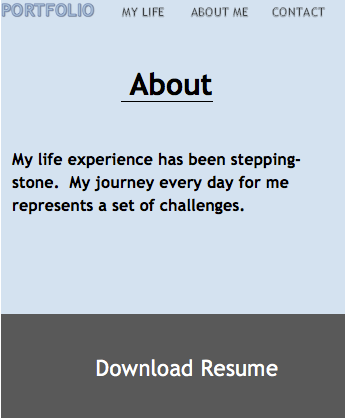 PORTFOLIO MY LIFE ABOUT ME CONTACT
About
My life experience has been stepping-
stone. My journey every day for me
represents a set of challenges.
Download Resume